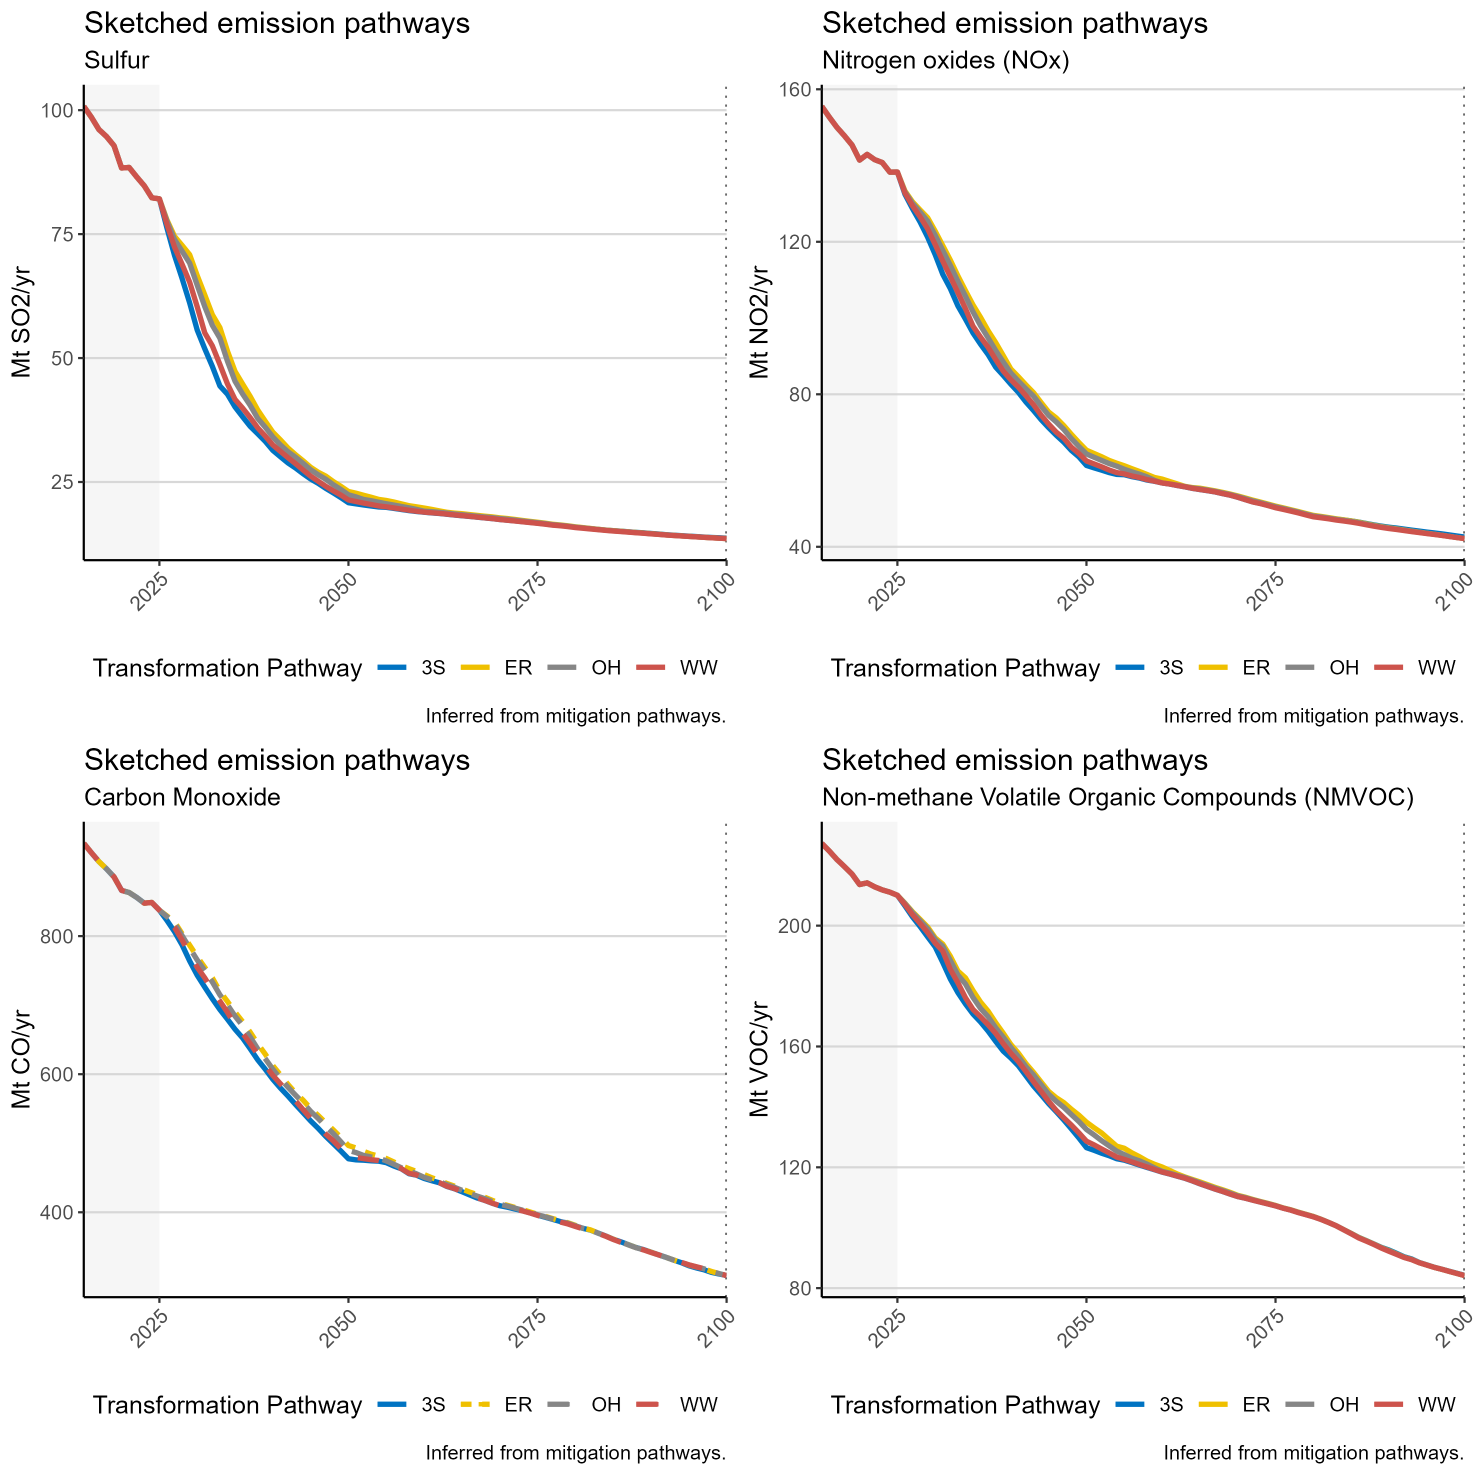 Sketched emission pathways
Sulfur
Mt SO2/yr
100
75
50
25
2025
2050
2075
2100
Transformation Pathway 3S ER OH WW
Inferred from mitigation pathways.
Sketched emission pathways
Nitrogen oxides (NOx)
Mt NO2/yr
160
120
80
40
2025
2050
2075
2100
Transformation Pathway 3S ER OH WW
Inferred from mitigation pathways.
Sketched emission pathways
Carbon Monoxide
Mt CO/yr
800
600
400
2025
2050
2075
2100
Transformation Pathway 3S ER OH WW
Inferred from mitigation pathways.
Sketched emission pathways
Non-methane Volatile Organic Compounds (NMVOC)
Mt VOC/yr
200
160
120
80
2025
2050
2075
2100
Transformation Pathway 3S ER OH WW
Inferred from mitigation pathways.